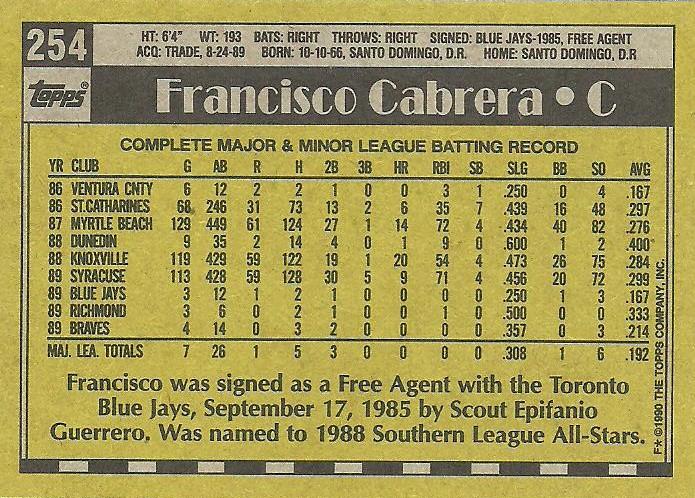 254
HT: 6'4" WT: 193 BATS: RIGHT THROWS: RIGHT SIGNED: BLUE JAYS-1985, FREE AGENT
ACQ: TRADE, 8-24-89 BORN: 10-10-66, SANTO DOMINGO, D.R. HOME: SANTO DOMINGO, D.R
topps®
Francisco Cabrera • C
COMPLETE MAJOR & MINOR LEAGUE BATTING RECORD
YR CLUB G AB R H 2B 3B HR RBI SB SLG BB SO AVG
86 VENTURA CNTY 6 12 2 2 1 0 0 3 1 .250 0 4 .167
86 ST.CATHARINES 68 246 31 73 13 2 6 35 7 .439 16 48 .297
87 MYRTLE BEACH 129 449 61 124 27 1 14 72 4 .434 40 82 .276
88 DUNEDIN 9 35 2 14 4 0 1 9 0 .600 1 2 .400
88 KNOXVILLE 119 429 59 122 19 1 20 54 4 .473 26 75 .284
89 SYRACUSE 113 428 59 128 30 5 9 71 4 .456 20 72 .299
89 BLUE JAYS 3 12 1 2 1 0 0 0 0 .250 1 3 .167
89 RICHMOND 3 6 0 2 1 0 0 1 0 .500 0 0 .333
89 BRAVES 4 14 0 3 2 0 0 0 0 .357 0 3 .214
MAJ. LEA. TOTALS 7 26 1 5 3 0 0 0 0 .308 1 6 .192
Francisco was signed as a Free Agent with the Toronto
Blue Jays, September 17, 1985 by Scout Epifanio
Guerrero. Was named to 1988 Southern League All-Stars.
F* © 1990 THE TOPPS COMPANY, INC.